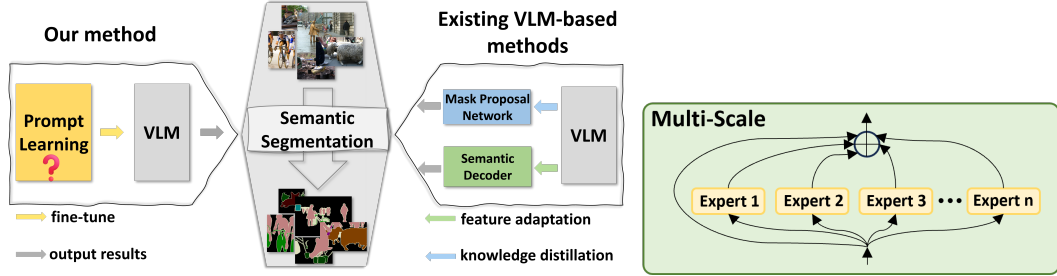 Our method
Prompt
Learning
?
VLM
fine-tune
output results
Semantic
Segmentation
Existing VLM-based
methods
Mask Proposal
Network
Semantic
Decoder
VLM
feature adaptation
knowledge distillation
Multi-Scale
Expert 1
Expert 2
Expert 3
•••
Expert n